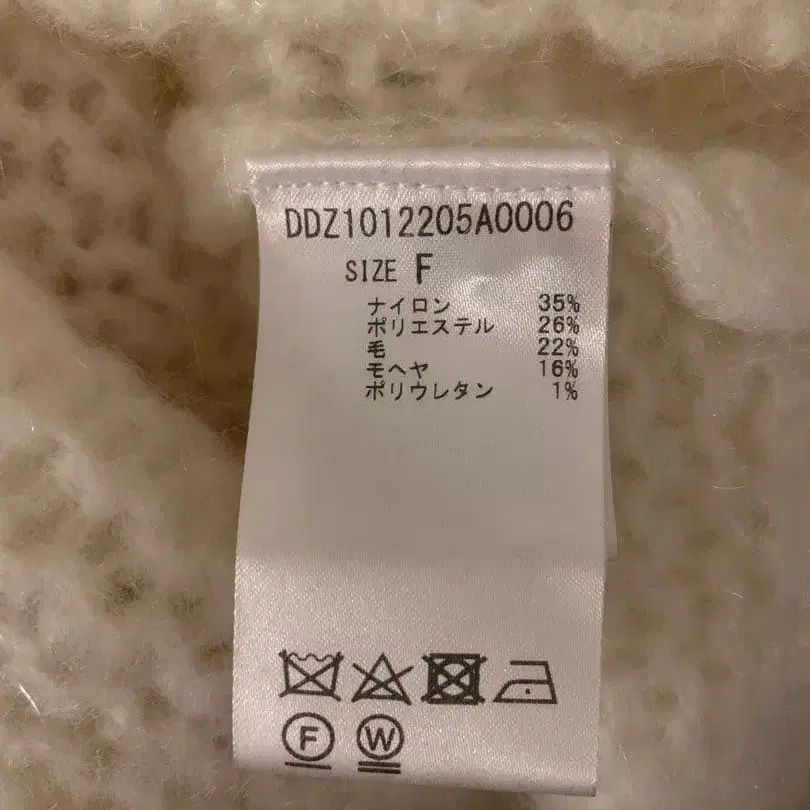 DDZ1012205A0006
SIZE F
ナイロン 35%
ポリエステル 26%
毛 22%
モヘヤ 16%
ポリウレタン 1%
F W